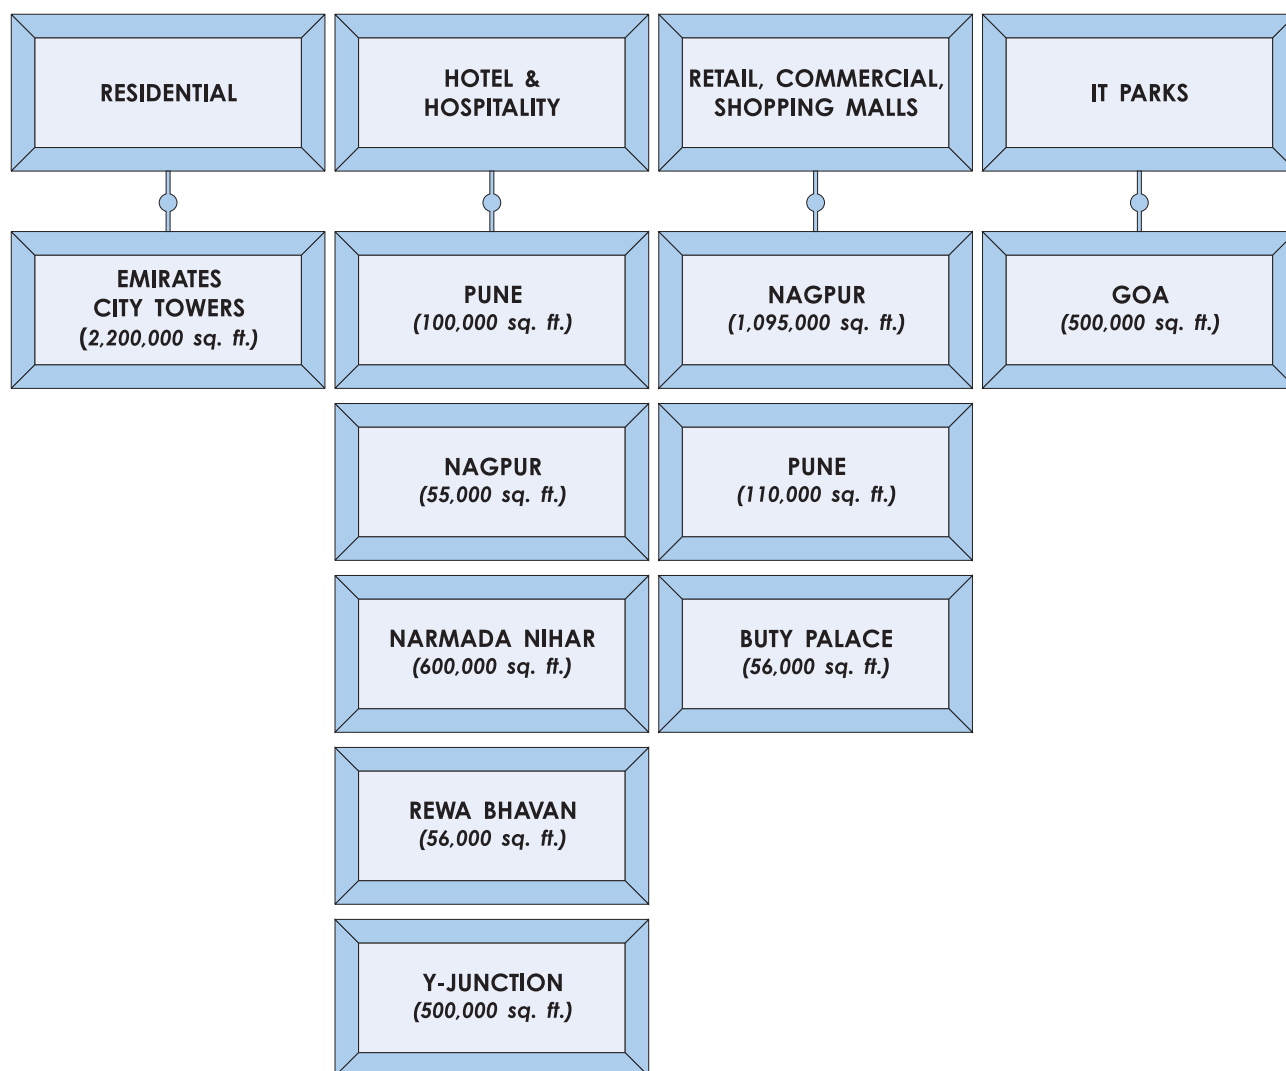 RESIDENTIAL
HOTEL &
HOSPITALITY
RETAIL, COMMERCIAL,
SHOPPING MALLS
IT PARKS
EMIRATES
CITY TOWERS
(2,200,000 sq. ft.)
PUNE
(100,000 sq. ft.)
NAGPUR
(1,095,000 sq. ft.)
GOA
(500,000 sq. ft.)
NAGPUR
(55,000 sq. ft.)
PUNE
(110,000 sq. ft.)
NARMADA NIHAR
(600,000 sq. ft.)
BUTY PALACE
(56,000 sq. ft.)
REWA BHAVAN
(56,000 sq. ft.)
Y-JUNCTION
(500,000 sq. ft.)